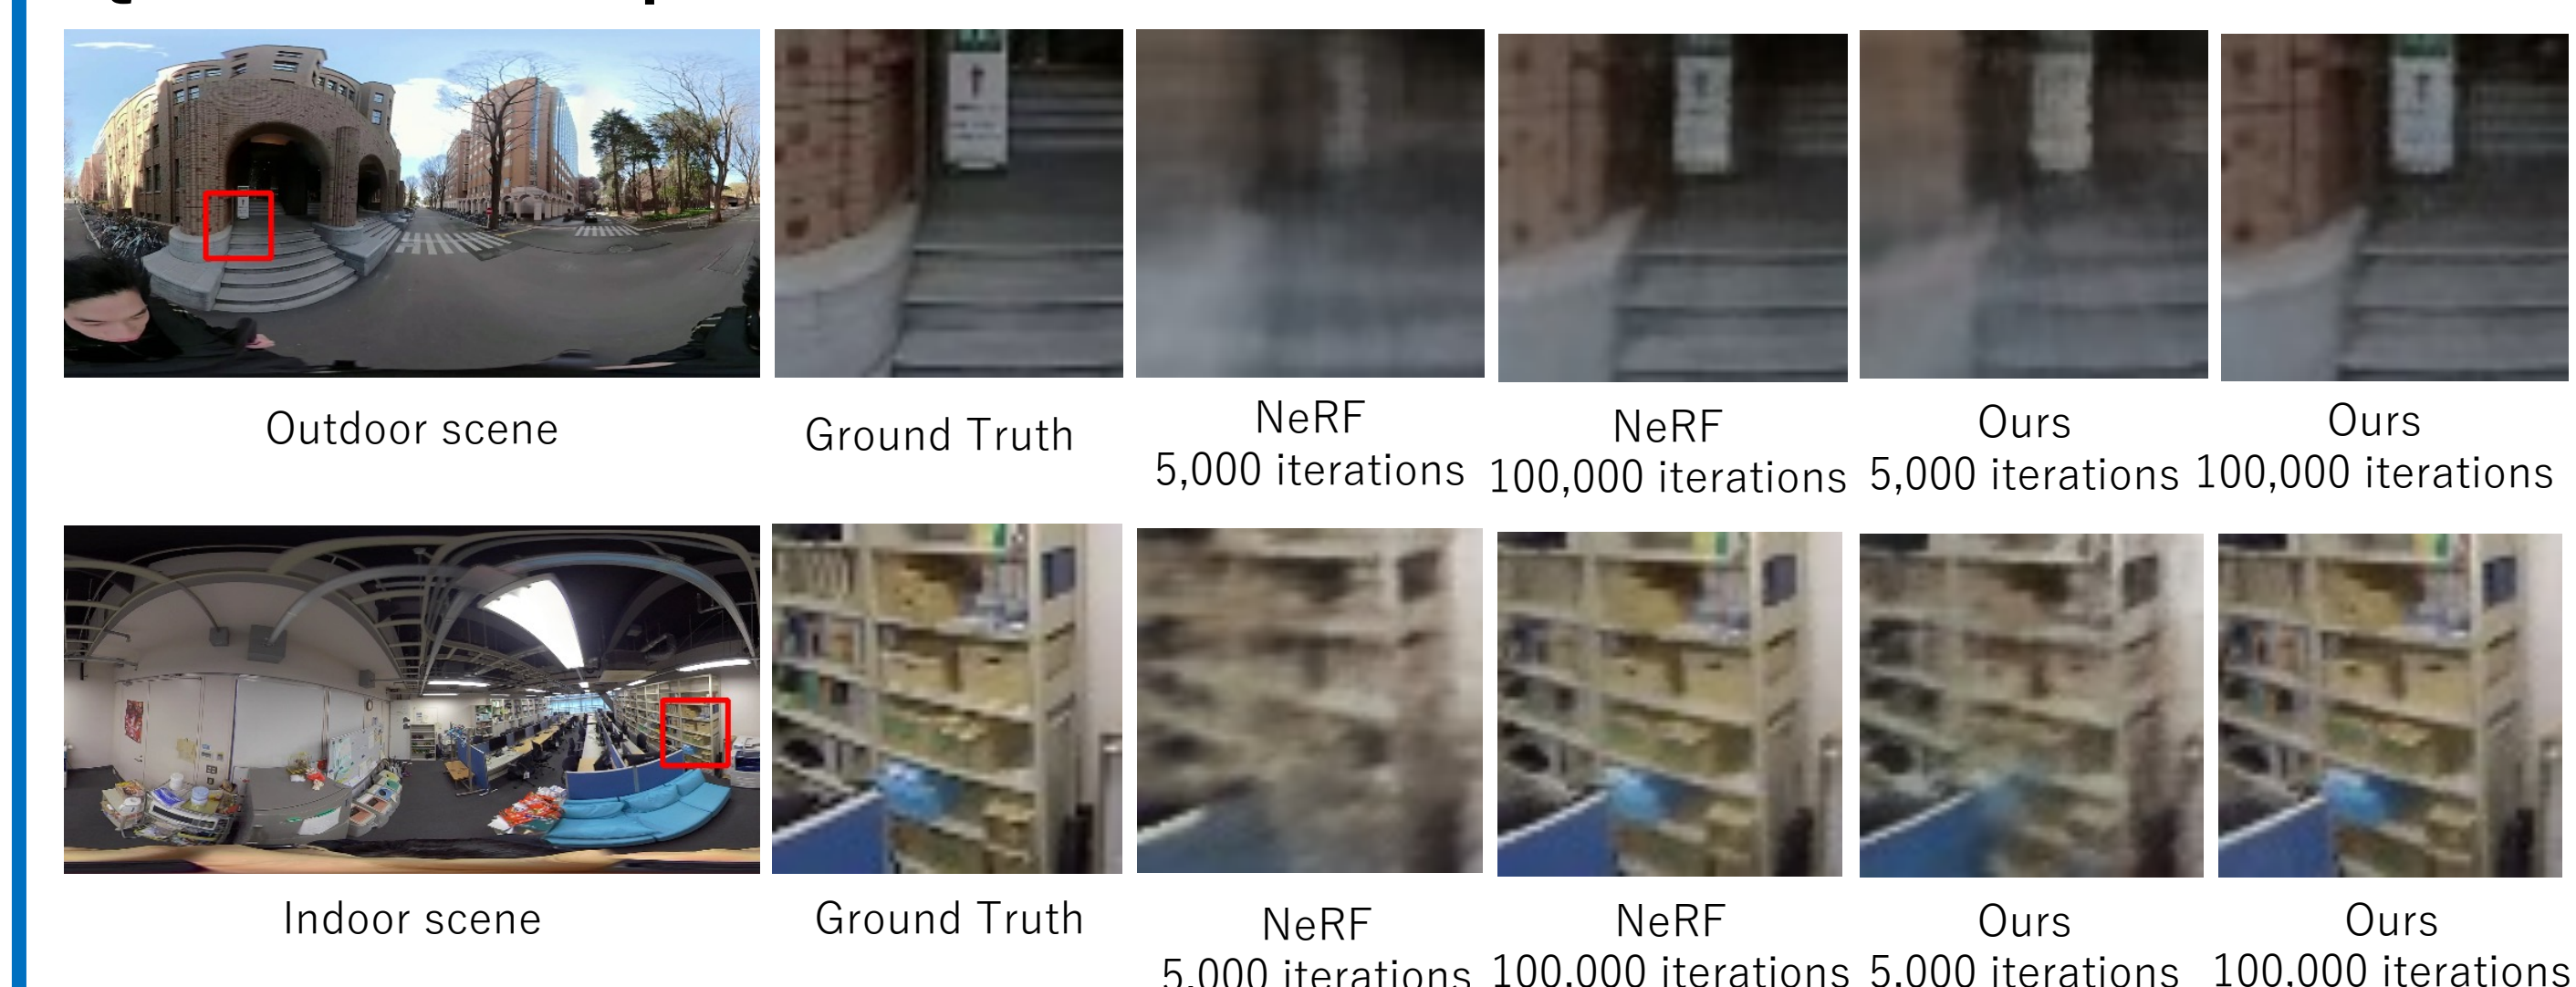 Outdoor scene
Ground Truth
NeRF
5,000 iterations
NeRF
100,000 iterations
Ours
5,000 iterations
Ours
100,000 iterations
Indoor scene
Ground Truth
NeRF
5,000 iterations
NeRF
100,000 iterations
Ours
5,000 iterations
Ours
100,000 iterations